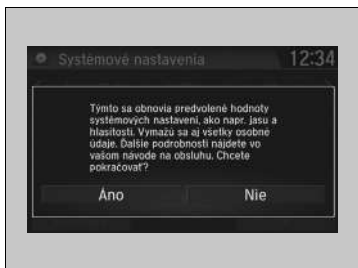 Systémové nastavenia
12:34
Týmto sa obnovia predvolené hodnoty
systémových nastavení, ako napr. jasu a
hlasitosti. Vymažú sa aj všetky osobné
údaje. Ďalšie podrobnosti nájdete vo
vašom návode na obsluhu. Chcete
pokračovať?
Áno
Nie